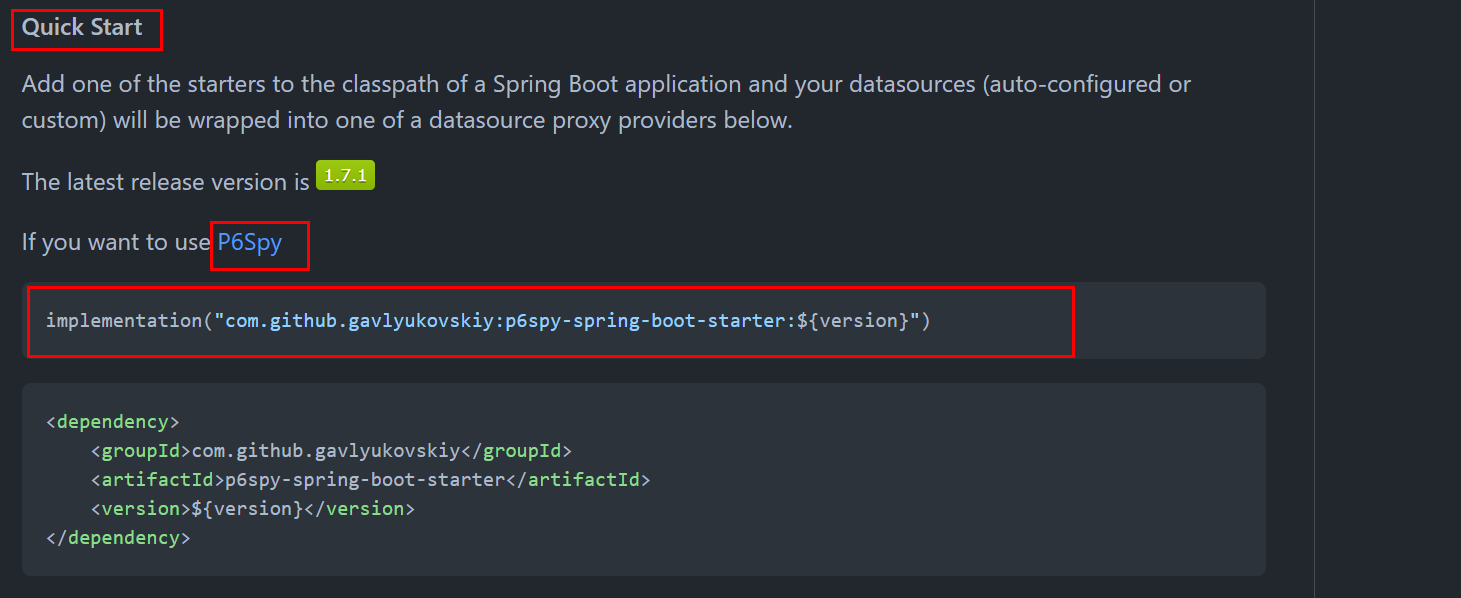 Quick Start
Add one of the starters to the classpath of a Spring Boot application and your datasources (auto-configured or
custom) will be wrapped into one of a datasource proxy providers below.
The latest release version is 1.7.1
If you want to use P6Spy
implementation("com.github.gavlyukovskiy:p6spy-spring-boot-starter:${version}")
<dependency>
    <groupId>com.github.gavlyukovskiy</groupId>
    <artifactId>p6spy-spring-boot-starter</artifactId>
    <version>${version}</version>
</dependency>